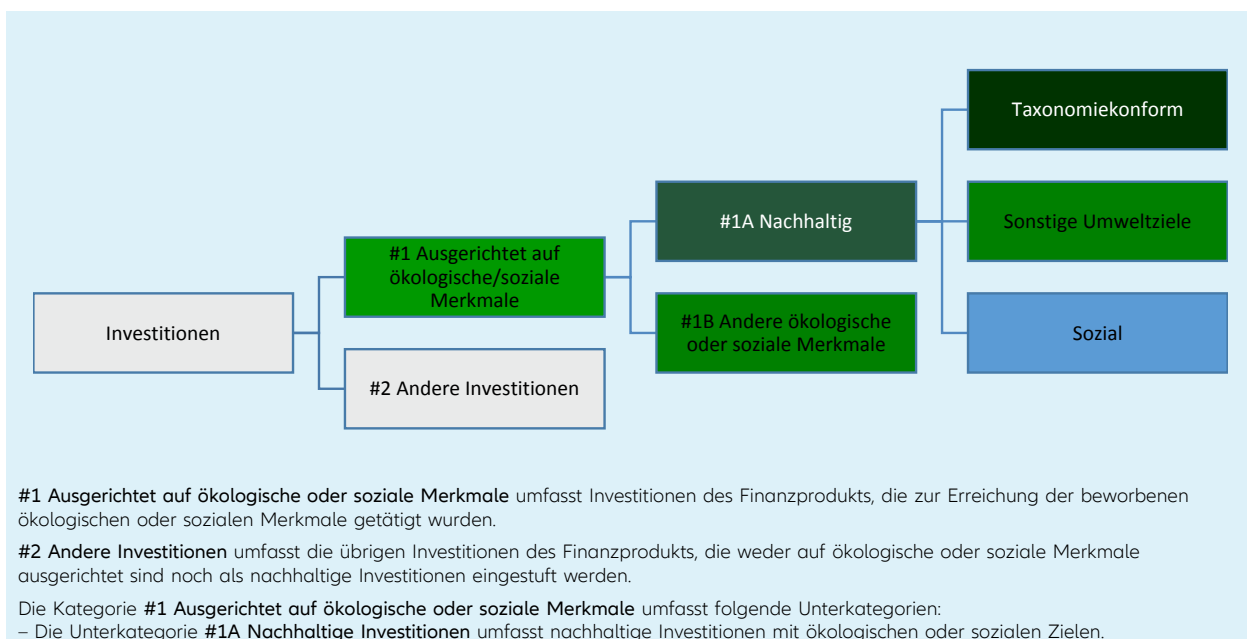 Taxonomiekonform
#1A Nachhaltig
Sonstige Umweltziele
#1 Ausgerichtet auf
ökologische/soziale
Merkmale
Investitionen
#1B Andere ökologische
oder soziale Merkmale
Sozial
#2 Andere Investitionen
#1 Ausgerichtet auf ökologische oder soziale Merkmale umfasst Investitionen des Finanzprodukts, die zur Erreichung der beworbenen
ökologischen oder sozialen Merkmale getätigt wurden.
#2 Andere Investitionen umfasst die übrigen Investitionen des Finanzprodukts, die weder auf ökologische oder soziale Merkmale
ausgerichtet sind noch als nachhaltige Investitionen eingestuft werden.
Die Kategorie #1 Ausgerichtet auf ökologische oder soziale Merkmale umfasst folgende Unterkategorien:
– Die Unterkategorie #1A Nachhaltige Investitionen umfasst nachhaltige Investitionen mit ökologischen oder sozialen Zielen.